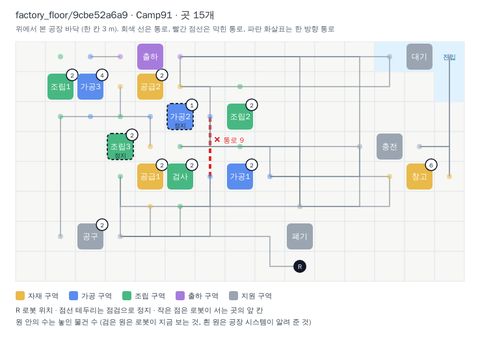 factory_floor/9cbe52a6a9 · Camp91 · 곳 15개
위에서 본 공장 바닥 (한 칸 3 m). 회색 선은 통로, 빨간 점선은 막힌 통로, 파란 화살표는 한 방향 통로
출하 대기 진입
2 4 2
조립1 가공3 공급2
1 2
가공2 조립2
정지
2 ✕ 통로 9
조립3 충전
정지
2 2 2 6
공급1 검사 가공1 창고
2
공구 폐기
R
자재 구역 가공 구역 조립 구역 출하 구역 지원 구역
R 로봇 위치 · 점선 테두리는 점검으로 정지 · 작은 점은 로봇이 서는 곳의 앞 칸
원 안의 수는 놓인 물건 수 (검은 원은 로봇이 지금 보는 것, 흰 원은 공장 시스템이 알려 준 것)